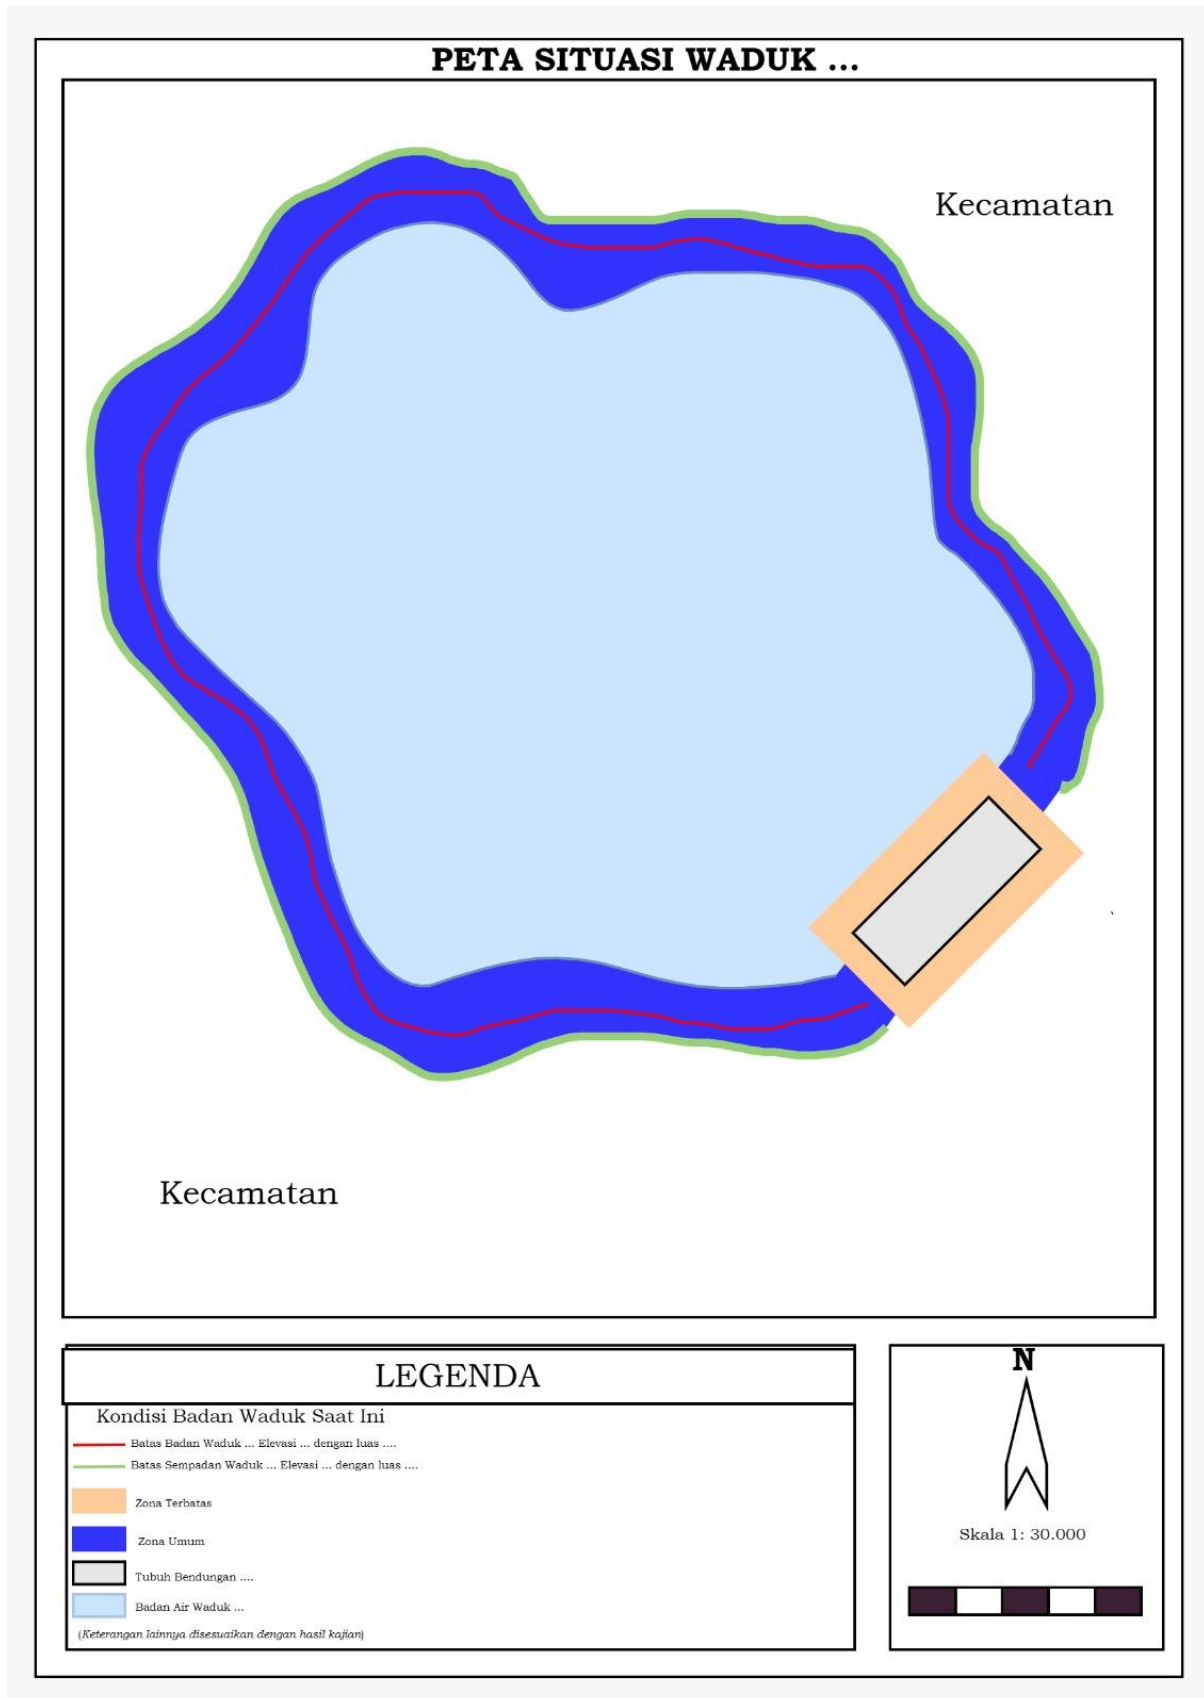 PETA SITUASI WADUK ...
Kecamatan
Kecamatan
LEGENDA
Kondisi Badan Waduk Saat Ini
Batas Badan Waduk ... Elevasi ... dengan luas ....
Batas Sempadan Waduk ... Elevasi ... dengan luas ....
Zona Terbatas
Zona Umum
Tubuh Bendungan ....
Badan Air Waduk ...
(Keterangan lainnya disesuaikan dengan hasil kajian)
N
Skala 1: 30.000